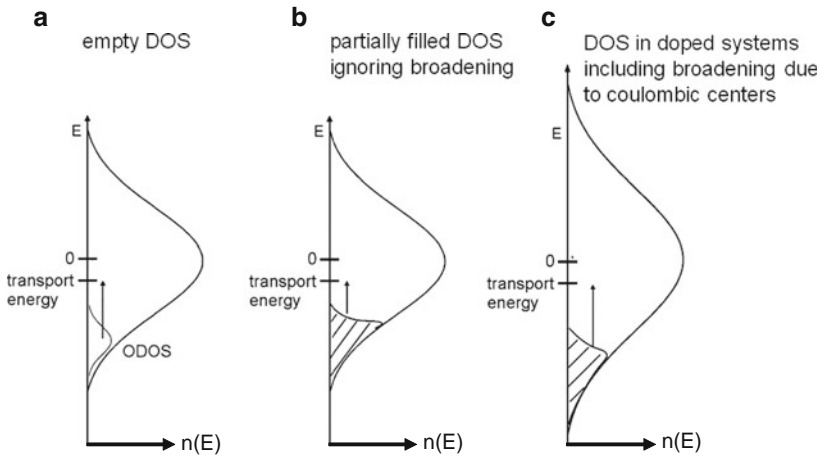 a
empty DOS
E
0
transport
energy
ODOS
n(E)
b
partially filled DOS
ignoring broadening
E
0
transport
energy
n(E)
c
DOS in doped systems
including broadening due
to coulombic centers
E
0
transport
energy
n(E)